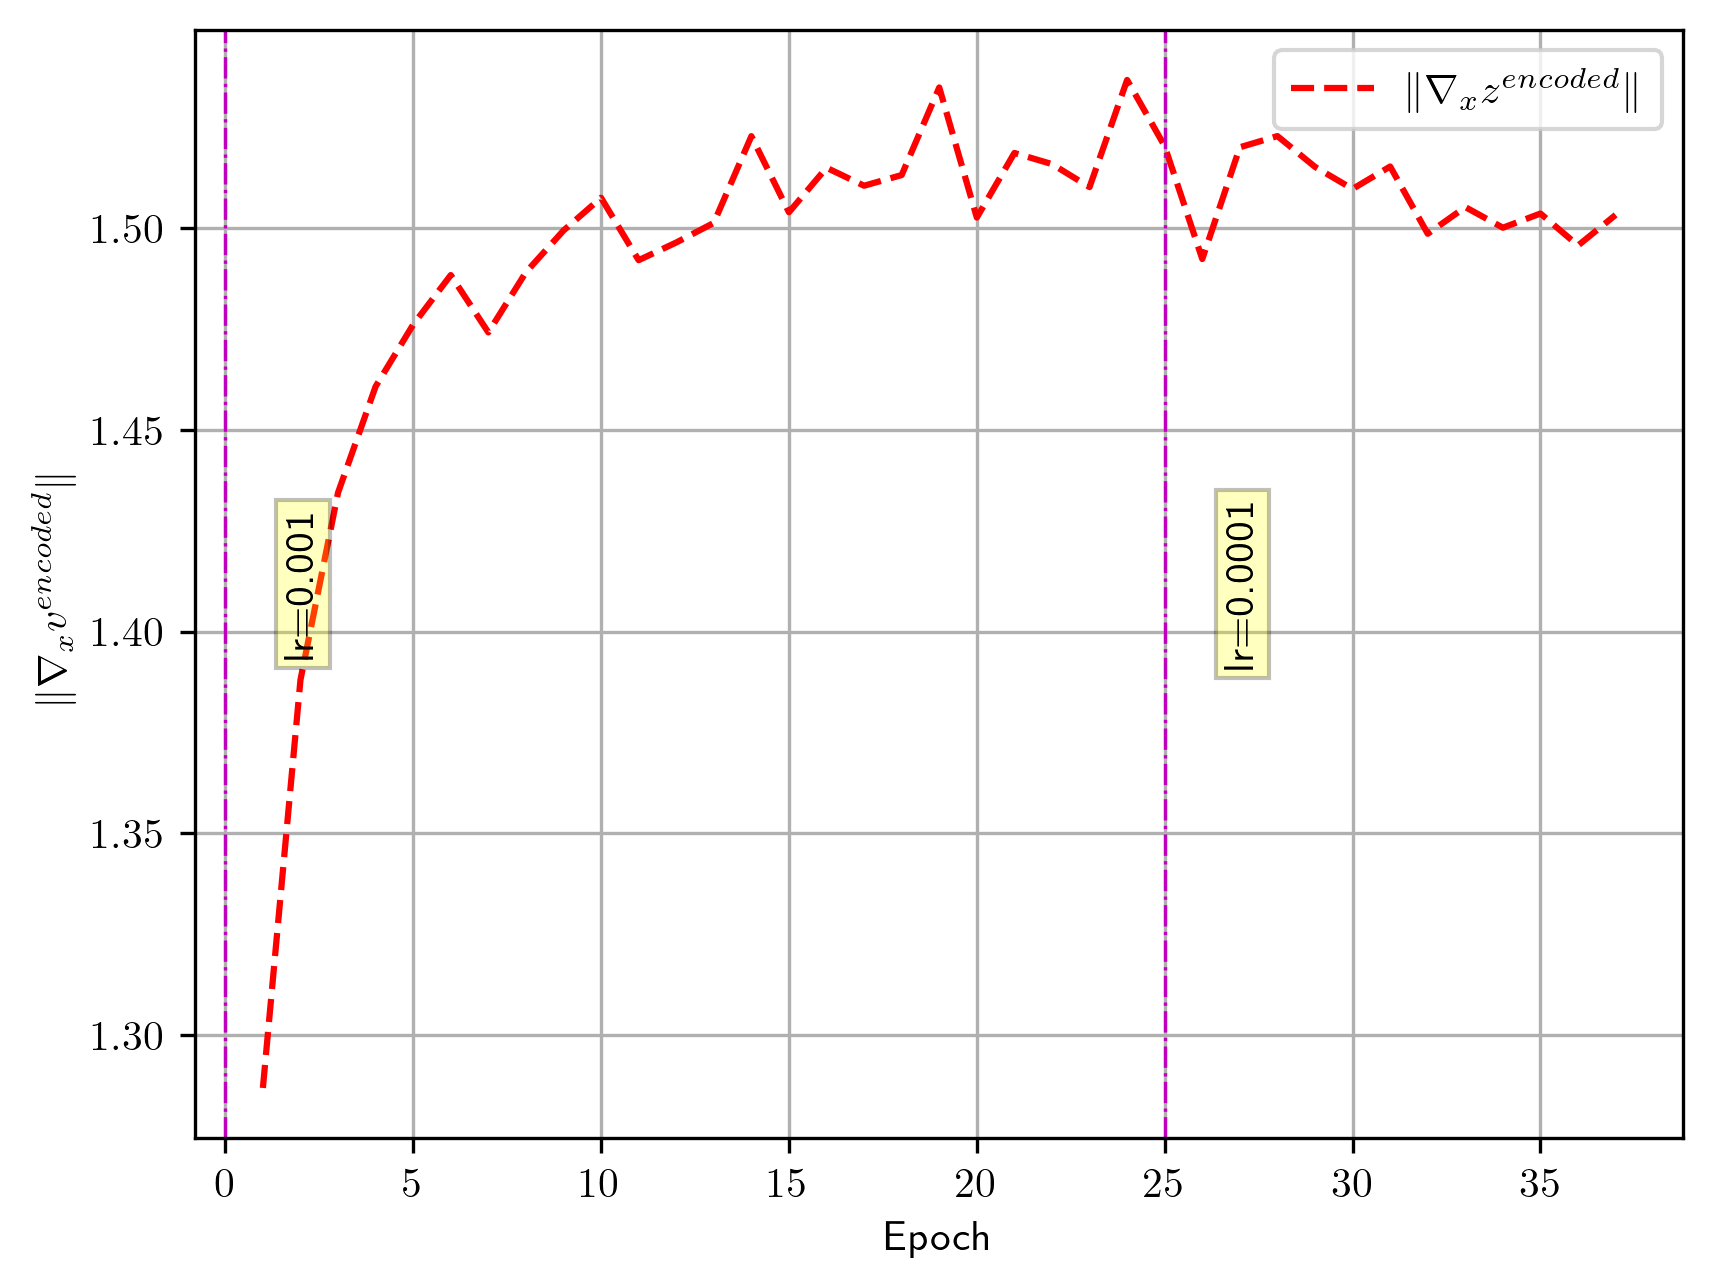 ‖∇ₓz^{encoded}‖
‖∇ₓv^{encoded}‖
1.50
1.45
1.40
1.35
1.30
lr=0.001
lr=0.0001
0 5 10 15 20 25 30 35
Epoch